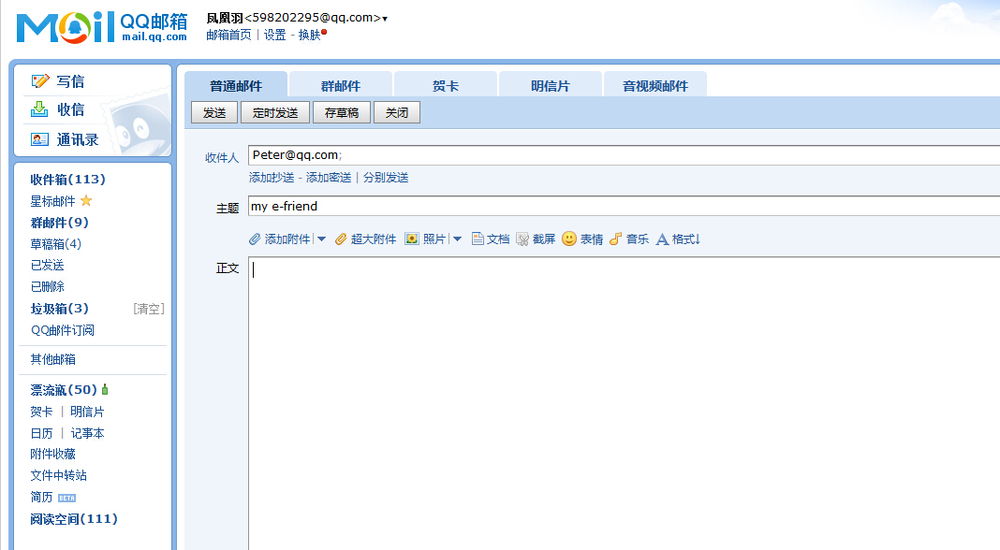 Mail QQ邮箱
mail.qq.com
凤凰羽<598202295@qq.com>▾
邮箱首页 | 设置 - 换肤
写信
收信
通讯录
收件箱(113)
星标邮件
群邮件(9)
草稿箱(4)
已发送
已删除
垃圾箱(3) [清空]
QQ邮件订阅
其他邮箱
漂流瓶(50)
贺卡 | 明信片
日历 | 记事本
附件收藏
文件中转站
简历 BETA
阅读空间(111)
普通邮件 群邮件 贺卡 明信片 音视频邮件
发送 定时发送 存草稿 关闭
收件人 Peter@qq.com;
添加抄送 - 添加密送 | 分别发送
主题 my e-friend
添加附件 | 超大附件 照片 | 文档 截屏 表情 音乐 格式↓
正文